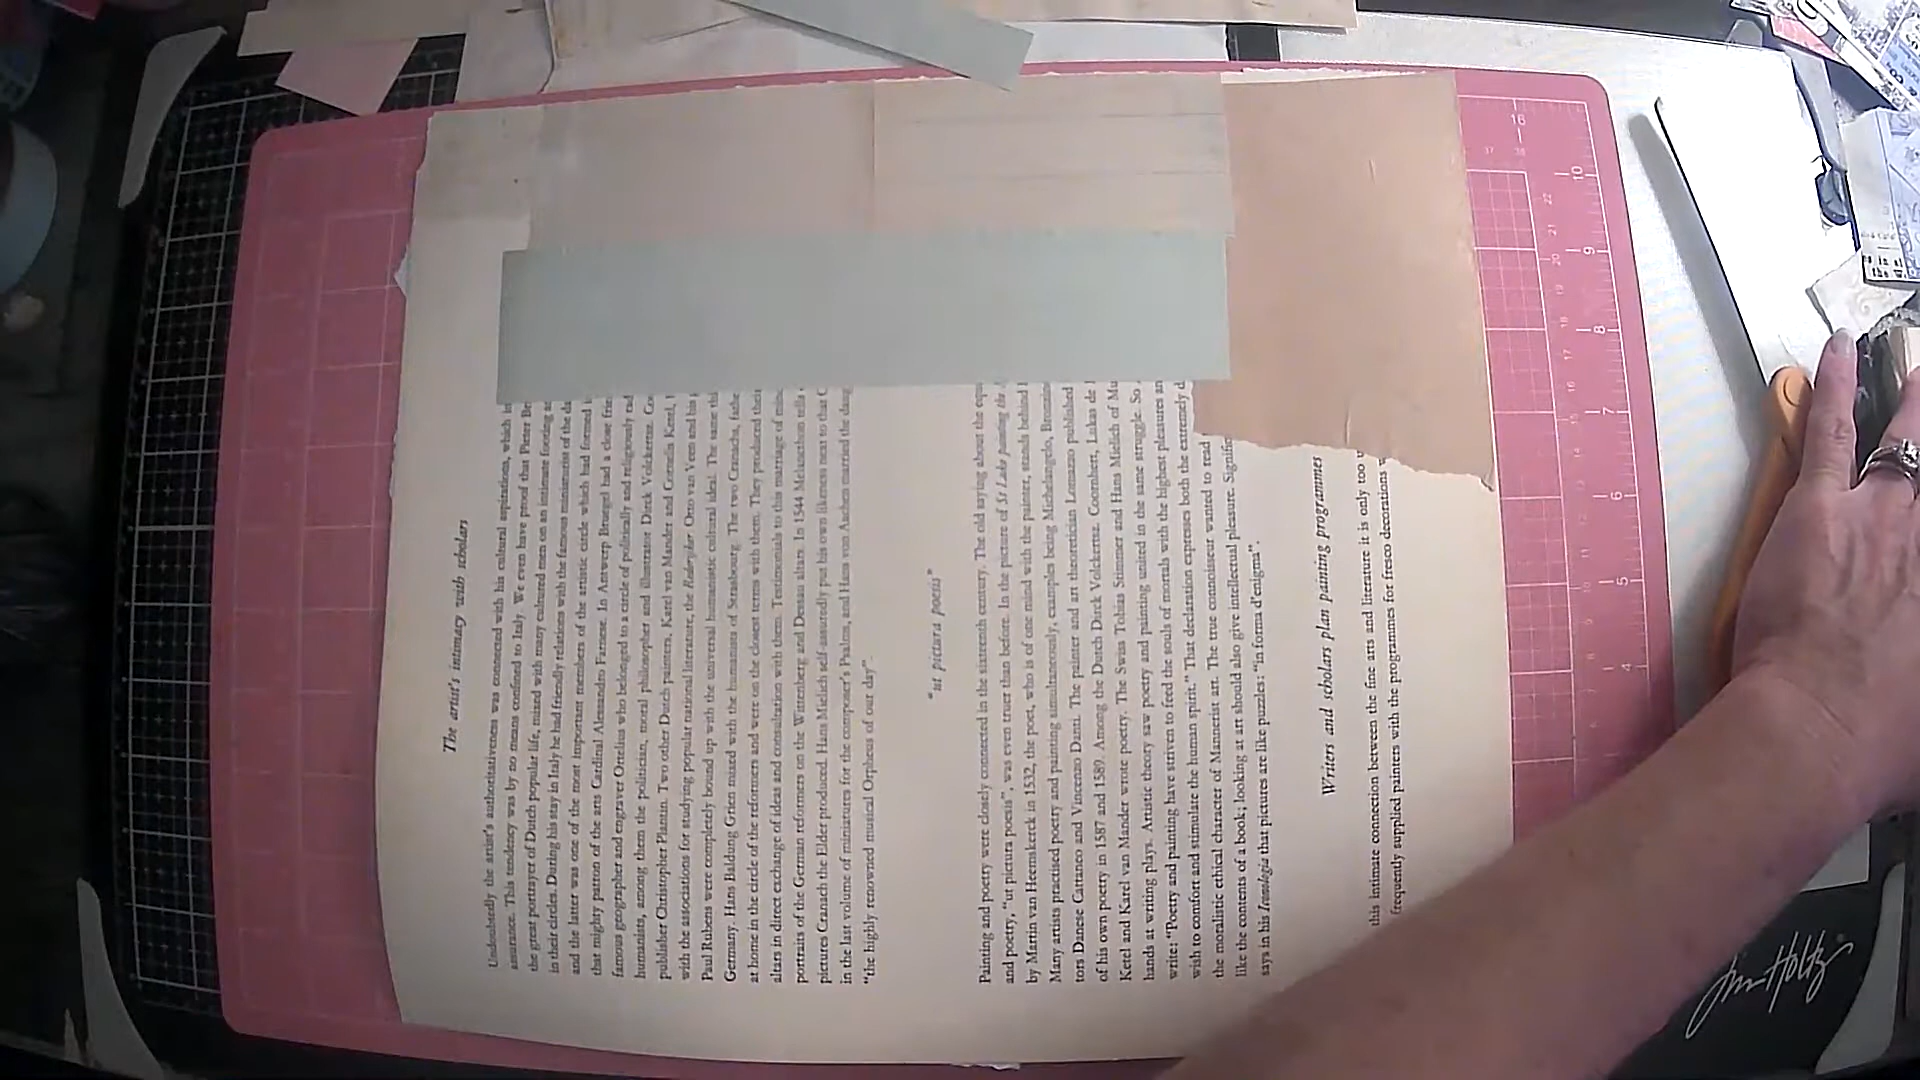 The artist's intimacy with scholars
Undoubtedly the artist's authoritativeness was connected with his cultural aspirations, which
assurance. This tendency was by no means confined to Italy. We even have proof that Pieter
the great portrayer of Dutch popular life, mixed with many cultured men on an intimate footing
in their circles. During his stay in Italy he had friendly relations with the famous miniaturist of the
and the latter was one of the most important members of the artistic circle which had formed
that mighty patron of the arts Cardinal Alessandro Farnese. In Antwerp Bruegel had a close
famous geographer and engraver Ortelius who belonged to a circle of politically and religiously
humanists, among them the politician, moral philosopher and illustrator Dirck Volckertsz.
publisher Christopher Plantin. Two other Dutch painters, Karel van Mander and Cornelis Ketel,
with the associations for studying popular national literature, the Rederijker. Otto van Veen and his
Paul Rubens were completely bound up with the universal humanistic cultural ideal. The same
Germany. Hans Baldung Grien mixed with the humanists of Strasbourg. The two Cranachs,
at home in the circle of the reformers and were on the closest terms with them. They produced their
altars in direct exchange of ideas and consultation with them. Testimonials to this marriage of
portraits of the German reformers on the Wittenberg and Dessau altars. In 1544 Melancthon tells
pictures Cranach the Elder produced. Hans Mielich self-assuredly put his own likeness next to that
in the last volume of miniatures for the composer's Psalms, and Hans von Aachen married the
"the highly renowned musical Orpheus of our day".
"ut pictura poesis"
Painting and poetry were closely connected in the sixteenth century. The old saying about the
and poetry, "ut pictura poesis", was even truer than before. In the picture of St Luke painting the
by Martin van Heemskerck in 1532, the poet, who is of one mind with the painter, stands behind
Many artists practised poetry and painting simultaneously, examples being Michelangelo,
tors Danese Cattaneo and Vincenzo Danti. The painter and art theoretician Lomazzo published
of his own poetry in 1587 and 1589. Among the Dutch Dirck Volckertsz. Coornhert, Lukas de
Ketel and Karel van Mander wrote poetry. The Swiss Tobias Stimmer and Hans Mielich of
hands at writing plays. Artistic theory saw poetry and painting united in the same struggle. So
write: "Poetry and painting have striven to feed the souls of mortals with the highest pleasures
wish to comfort and stimulate the human spirit." That declaration expresses both the extremely
the moralistic ethical character of Mannerist art. The true connoisseur wanted to read
like the contents of a book; looking at art should also give intellectual pleasure.
says in his Iconologia that pictures are like puzzles: "in forma d'enigma".
Writers and scholars plan painting programmes
this intimate connection between the fine arts and literature it is only too
frequently supplied painters with the programmes for fresco decorations
16
10
9
8
7
6
5
4
Tim Holtz